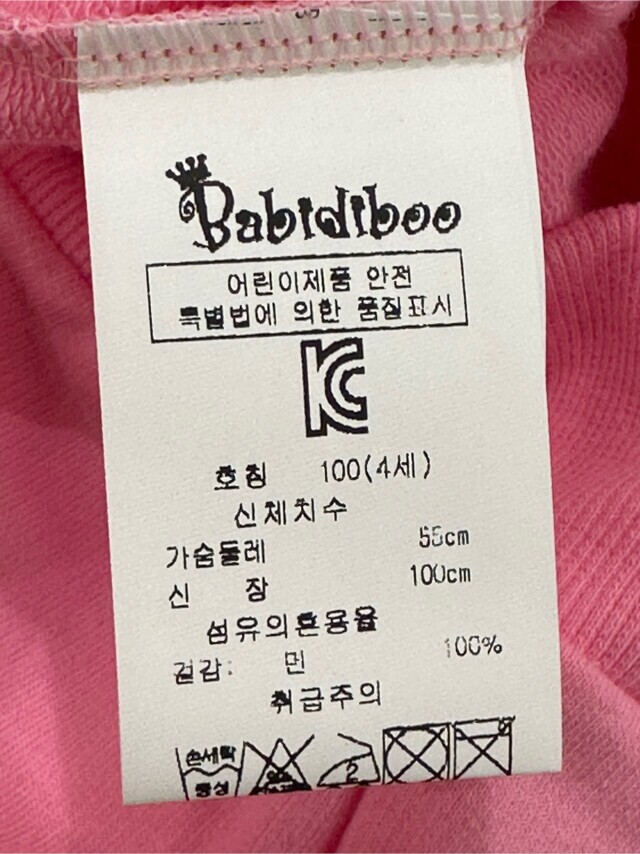 Babidiboo
어린이제품 안전
특별법에 의한 품질표시
KC
호칭 100(4세)
신체치수
가슴둘레 55cm
신 장 100cm
섬유의혼용율
겉감: 면 100%
취급주의
손세탁
중성
2